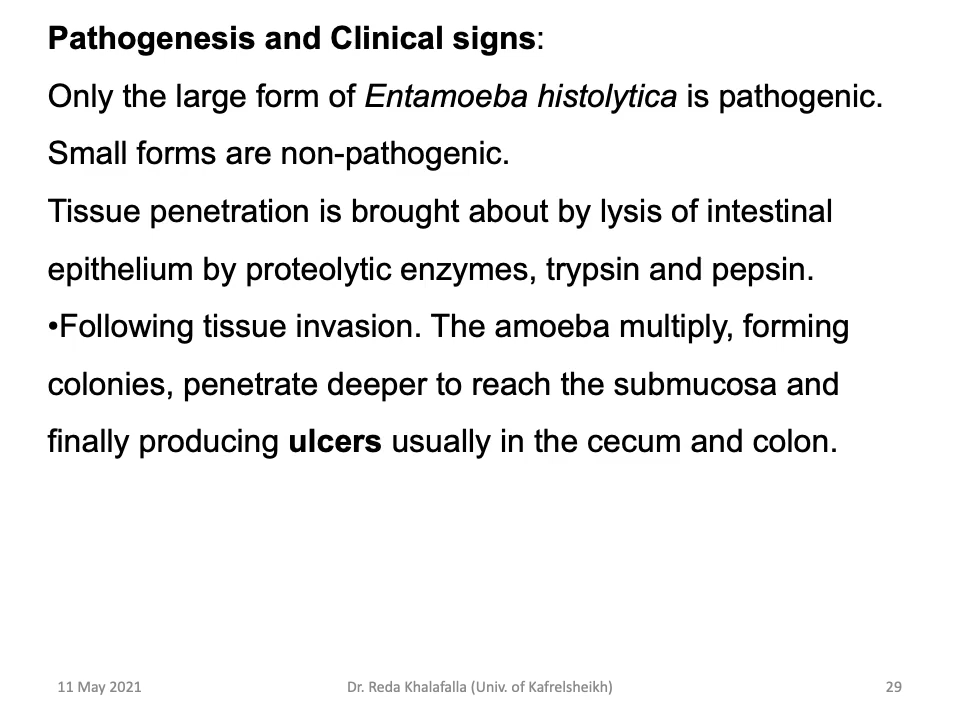 Pathogenesis and Clinical signs:
Only the large form of Entamoeba histolytica is pathogenic.
Small forms are non-pathogenic.
Tissue penetration is brought about by lysis of intestinal
epithelium by proteolytic enzymes, trypsin and pepsin.
•Following tissue invasion. The amoeba multiply, forming
colonies, penetrate deeper to reach the submucosa and
finally producing ulcers usually in the cecum and colon.
11 May 2021
Dr. Reda Khalafalla (Univ. of Kafrelsheikh)
29